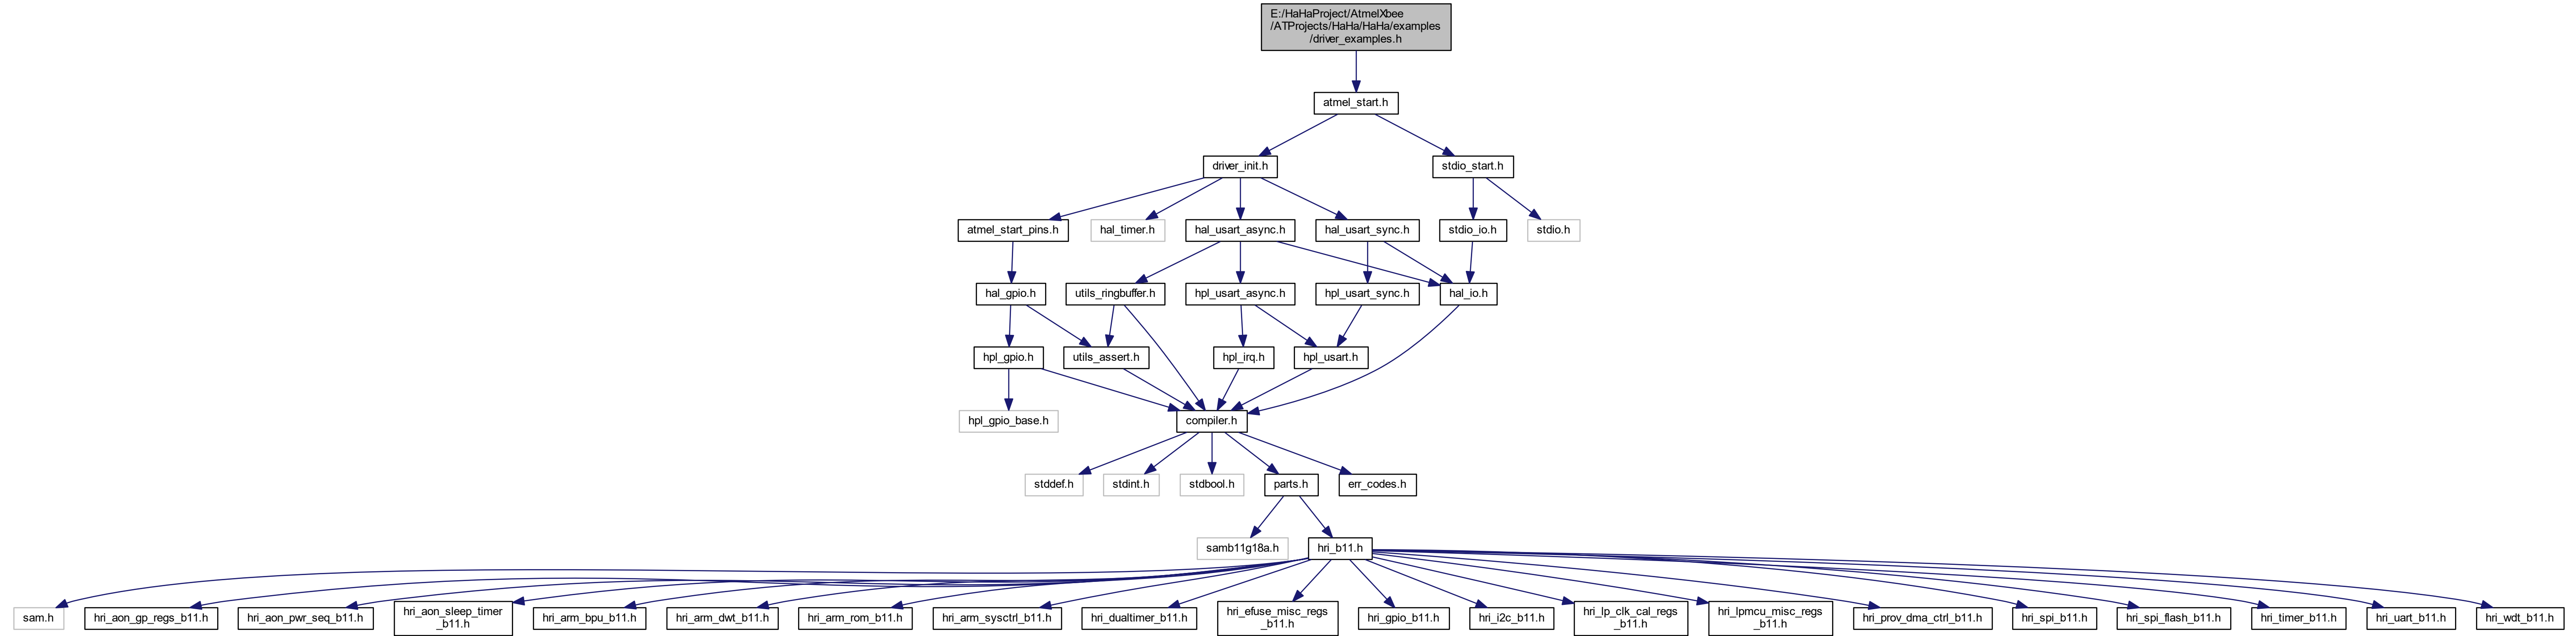 E:/HaHaProject/AtmelXbee
/ATProjects/HaHa/HaHa/examples
/driver_examples.h
atmel_start.h
driver_init.h
stdio_start.h
atmel_start_pins.h
hal_timer.h
hal_usart_async.h
hal_usart_sync.h
stdio_io.h
stdio.h
hal_gpio.h
utils_ringbuffer.h
hpl_usart_async.h
hpl_usart_sync.h
hal_io.h
hpl_gpio.h
utils_assert.h
hpl_irq.h
hpl_usart.h
hpl_gpio_base.h
compiler.h
stddef.h
stdint.h
stdbool.h
parts.h
err_codes.h
samb11g18a.h
hri_b11.h
sam.h
hri_aon_gp_regs_b11.h
hri_aon_pwr_seq_b11.h
hri_aon_sleep_timer
_b11.h
hri_arm_bpu_b11.h
hri_arm_dwt_b11.h
hri_arm_rom_b11.h
hri_arm_sysctrl_b11.h
hri_dualtimer_b11.h
hri_efuse_misc_regs
_b11.h
hri_gpio_b11.h
hri_i2c_b11.h
hri_lp_clk_cal_regs
_b11.h
hri_lpmcu_misc_regs
_b11.h
hri_prov_dma_ctrl_b11.h
hri_spi_b11.h
hri_spi_flash_b11.h
hri_timer_b11.h
hri_uart_b11.h
hri_wdt_b11.h